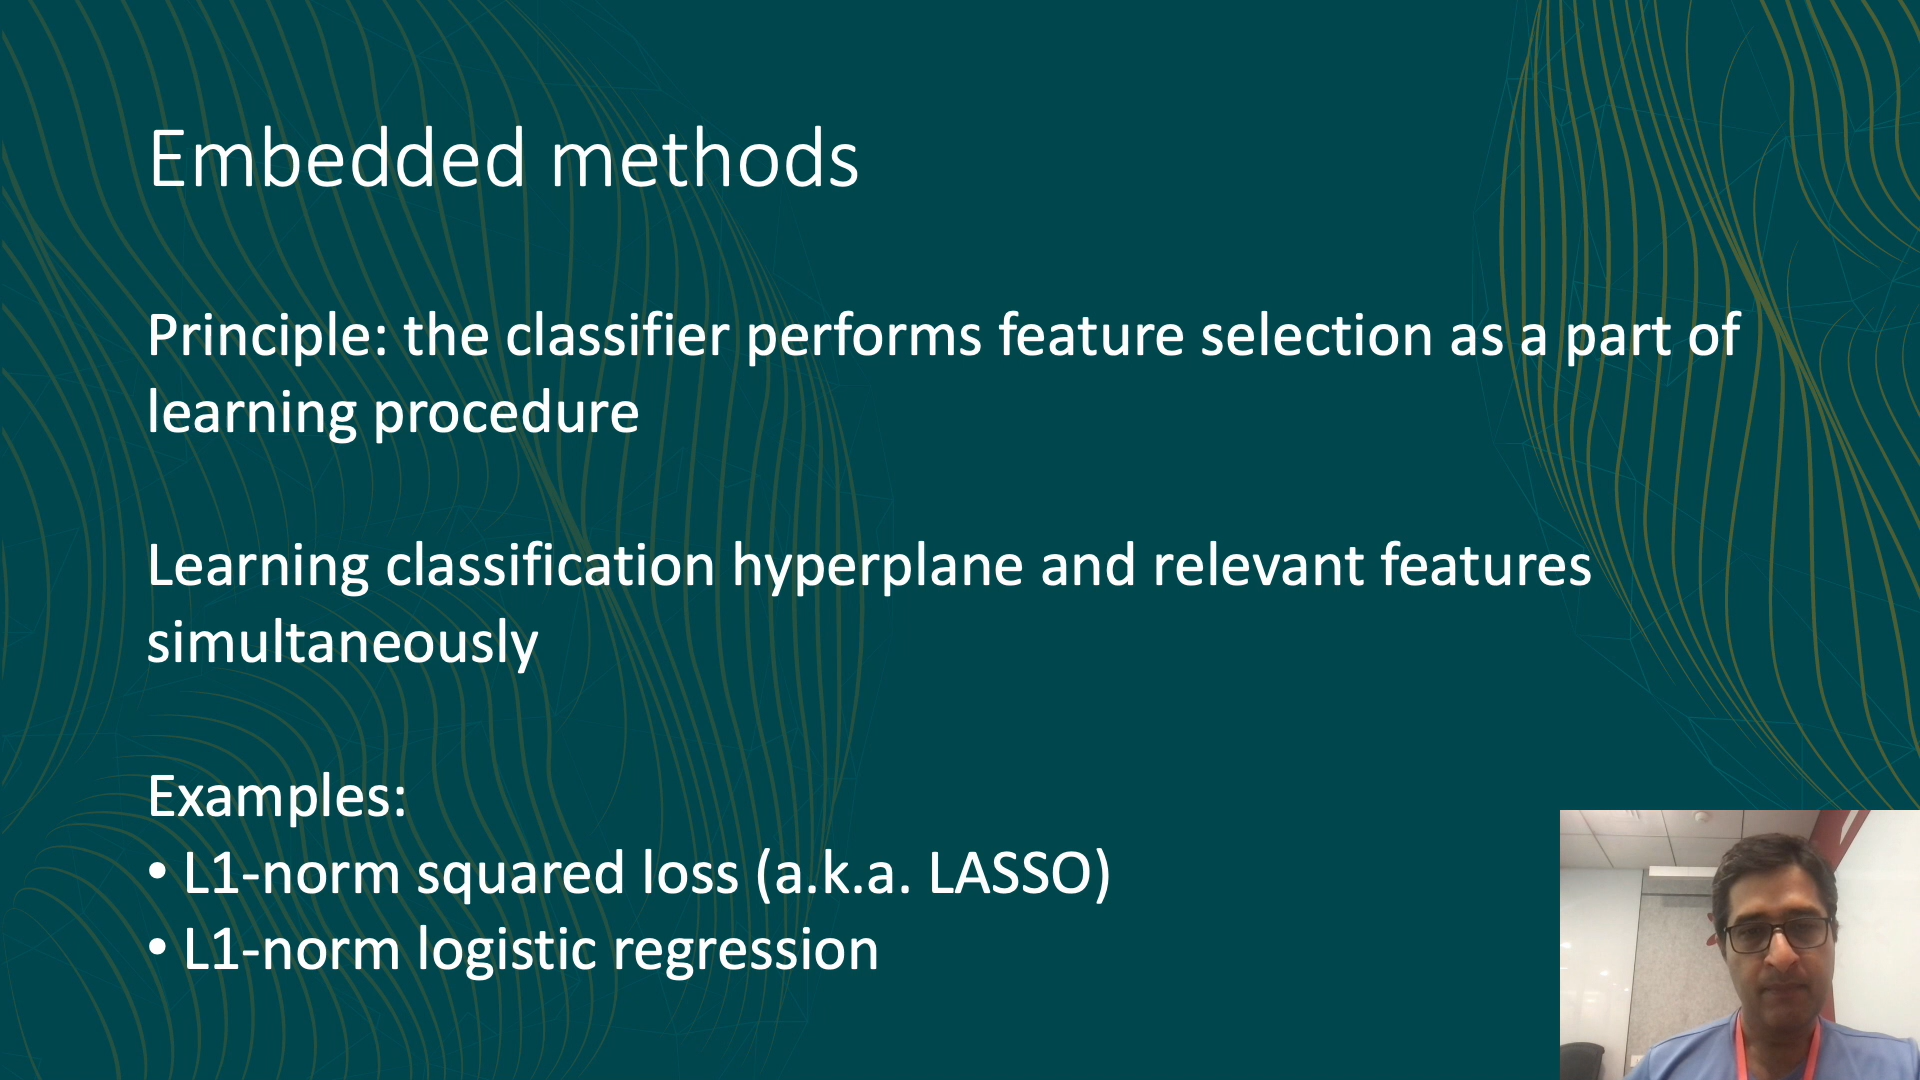 Embedded methods
Principle: the classifier performs feature selection as a part of
learning procedure
Learning classification hyperplane and relevant features
simultaneously
Examples:
• L1-norm squared loss (a.k.a. LASSO)
• L1-norm logistic regression